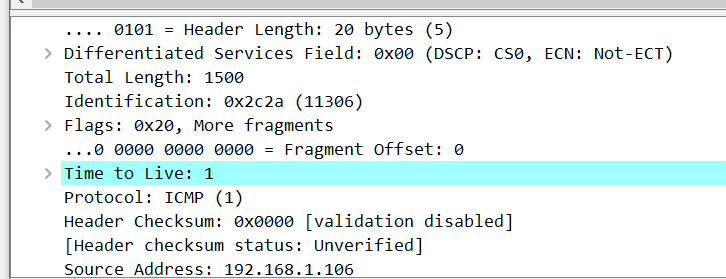 .... 0101 = Header Length: 20 bytes (5)
Differentiated Services Field: 0x00 (DSCP: CS0, ECN: Not-ECT)
Total Length: 1500
Identification: 0x2c2a (11306)
Flags: 0x20, More fragments
...0 0000 0000 0000 = Fragment Offset: 0
Time to Live: 1
Protocol: ICMP (1)
Header Checksum: 0x0000 [validation disabled]
[Header checksum status: Unverified]
Source Address: 192.168.1.106